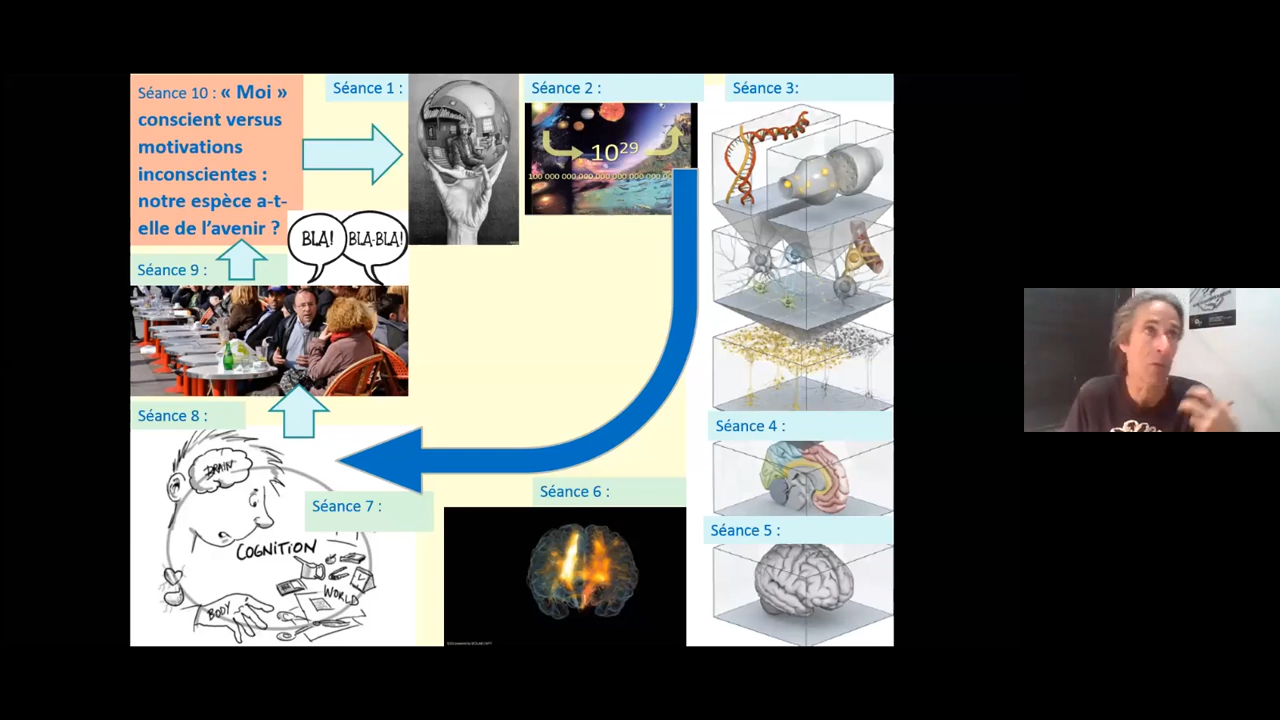 Séance 10 : « Moi »
conscient versus
motivations
inconscientes :
notre espèce a-t-
elle de l'avenir ?
Séance 1 :
Séance 2 :
10²⁹
Séance 3:
BLA!
BLA-BLA!
Séance 9 :
Séance 8 :
Séance 4 :
Séance 7 :
Séance 6 :
Séance 5 :
BRAIN
COGNITION
WORLD
BODY